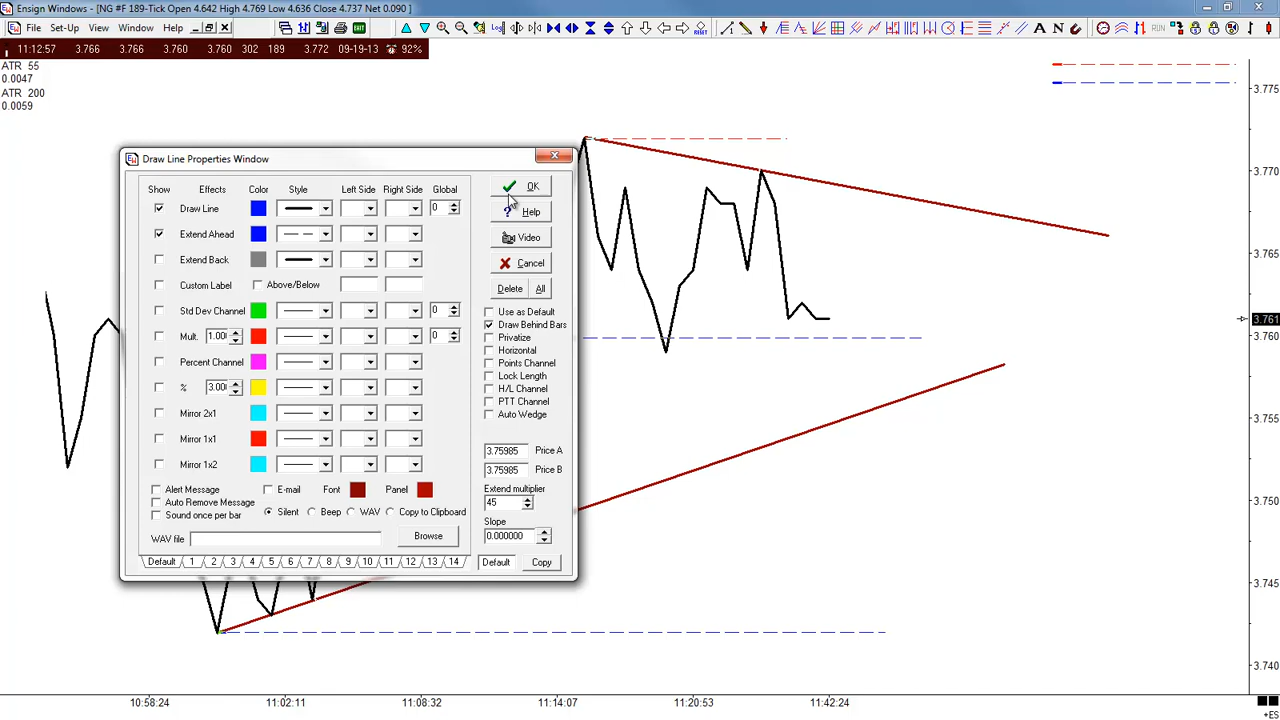 Ensign Windows - [NG #F 189-Tick Open 4.642 High 4.769 Low 4.636 Close 4.737 Net 0.090 ]
File Set-Up View Window Help
11:12:57 3.766 3.766 3.760 3.760 302 189 3.772 09-19-13 92%
ATR 55
0.0047
ATR 200
0.0059
Draw Line Properties Window
Show Effects Color Style Left Side Right Side Global
Draw Line 0
Extend Ahead
Extend Back
Custom Label Above/Below
Std Dev Channel 0
Mult. 1.00 0
Percent Channel
% 3.00
Mirror 2x1
Mirror 1x1
Mirror 1x2
Alert Message E-mail Font Panel
Auto Remove Message
Sound once per bar Silent Beep WAV Copy to Clipboard
WAV file Browse
Default 1 2 3 4 5 6 7 8 9 10 11 12 13 14
OK
Help
Video
Cancel
Delete All
Use as Default
Draw Behind Bars
Privatize
Horizontal
Points Channel
Lock Length
H/L Channel
PTT Channel
Auto Wedge
3.75985 Price A
3.75985 Price B
Extend multiplier
45
Slope
0.000000
Default Copy
3.775
3.770
3.765
3.761
3.760
3.755
3.750
3.745
3.740
10:58:24 11:02:11 11:08:32 11:14:07 11:20:53 11:42:24
+ES